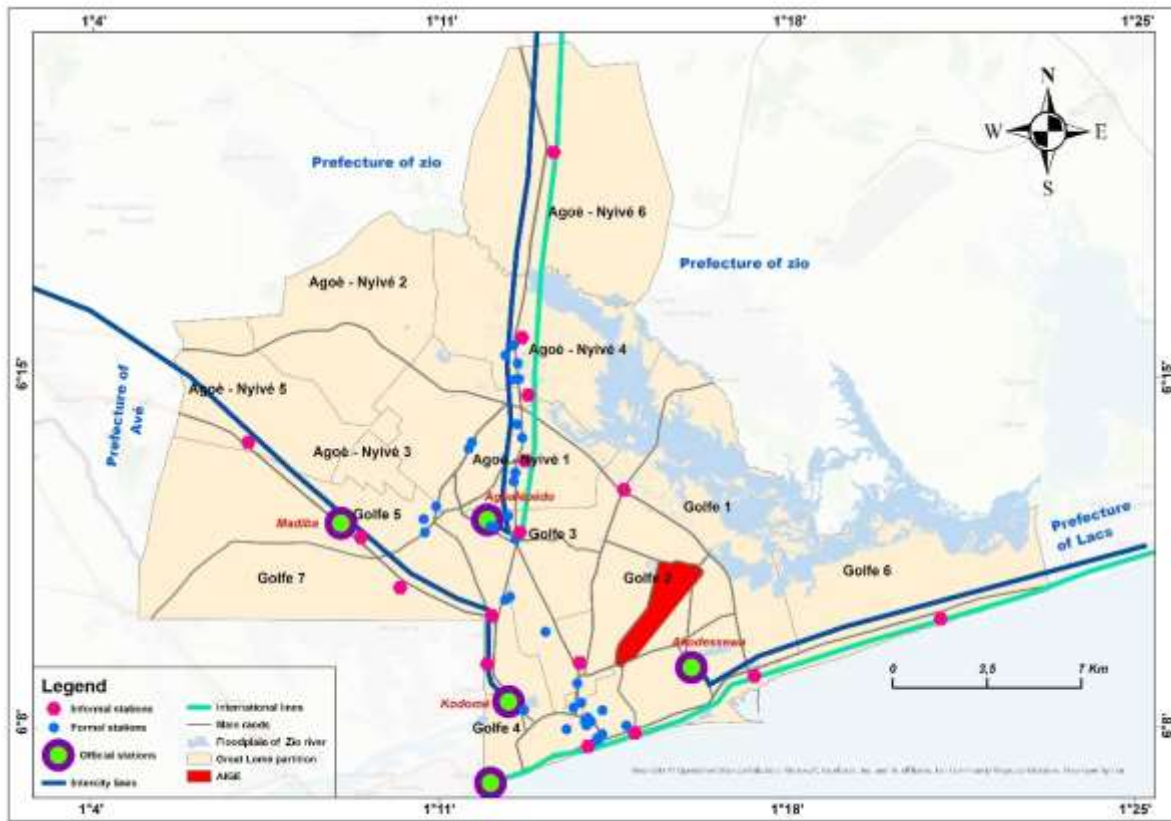 1°4'
1°11'
1°18'
1°25'
N
W E
S
Prefecture of zio
Agoè - Nyivé 6
Prefecture of zio
Agoè - Nyivé 2
Agoè - Nyivé 4
6°15'
6°15'
Agoè - Nyivé 5
Prefecture of
Avé
Agoè - Nyivé 3
Agoè - Nyivé 1
Golfe 1
Golfe 5
Madiba
Golfe 3
Prefecture
of Lacs
Golfe 7
Golfe 2
Golfe 6
Kodomé
Golfe 4
0 3,5 7 Km
6°8'
6°8'
Legend
Informal stations
Formal stations
Official stations
Intercity lines
International lines
Main roads
Floodplain of Zio river
Great Lomé partition
AIGE
1°4'
1°11'
1°18'
1°25'